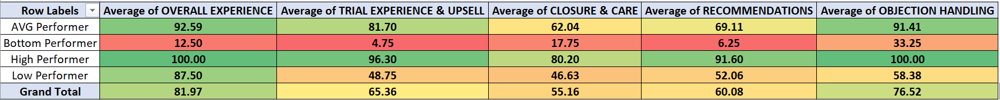 Row Labels Average of OVERALL EXPERIENCE Average of TRIAL EXPERIENCE & UPSELL Average of CLOSURE & CARE Average of RECOMMENDATIONS Average of OBJECTION HANDLING
AVG Performer 92.59 81.70 62.04 69.11 91.41
Bottom Performer 12.50 4.75 17.75 6.25 33.25
High Performer 100.00 96.30 80.20 91.60 100.00
Low Performer 87.50 48.75 46.63 52.06 58.38
Grand Total 81.97 65.36 55.16 60.08 76.52